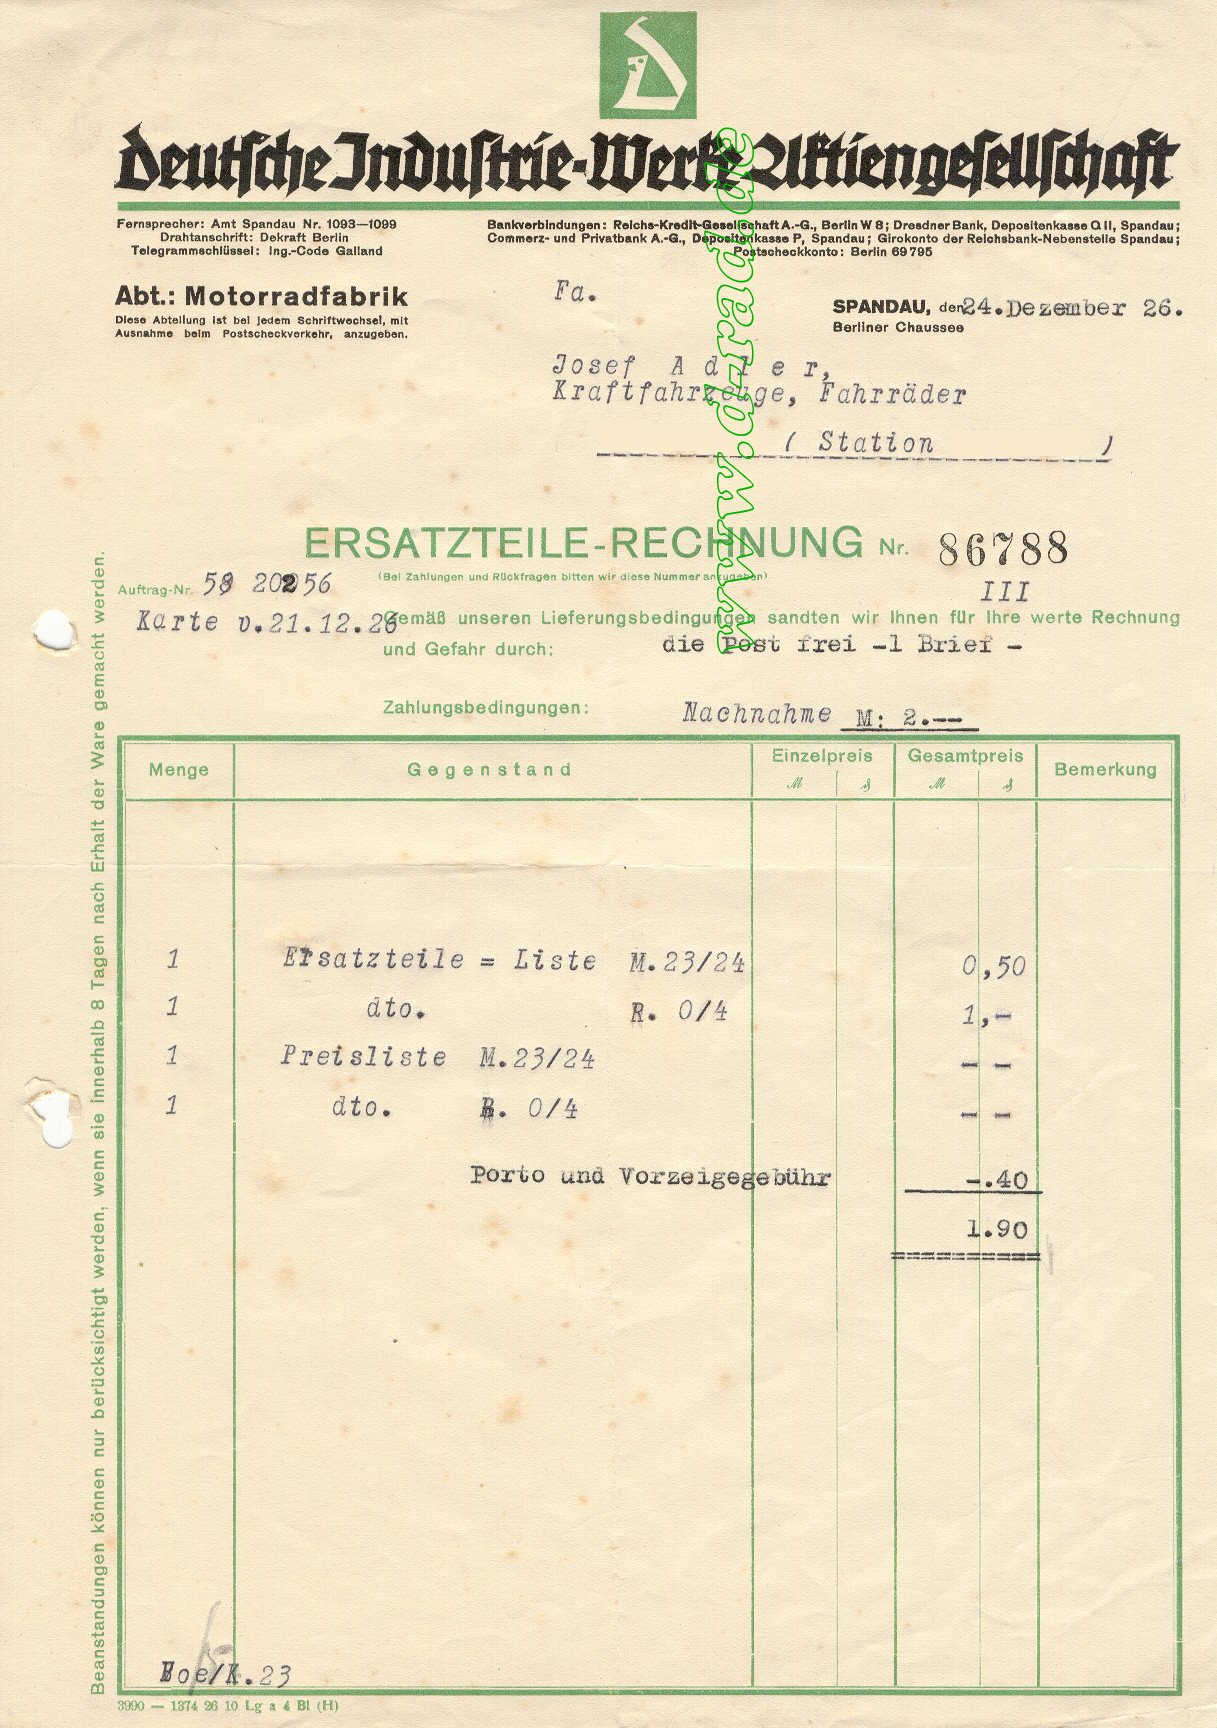 Deutsche Industrie-Werke Aktiengesellschaft
Fernsprecher: Amt Spandau Nr. 1093—1099
Drahtanschrift: Dekraft Berlin
Telegrammschlüssel: Ing.-Code Galland
Bankverbindungen: Reichs-Kredit-Gesellschaft A.-G., Berlin W 8; Dresdner Bank, Depositenkasse Q II, Spandau;
Commerz- und Privatbank A.-G., Depositenkasse P, Spandau; Girokonto der Reichsbank-Nebenstelle Spandau;
Postscheckkonto: Berlin 69795
Abt.: Motorradfabrik
Diese Abteilung ist bei jedem Schriftwechsel, mit
Ausnahme beim Postscheckverkehr, anzugeben.
Fa.
SPANDAU, den 24.Dezember 26.
Berliner Chaussee
Josef A d l e r,
Kraftfahrzeuge, Fahrräder
( Station )
www.d-rad.de
ERSATZTEILE-RECHNUNG Nr. 86788
(Bei Zahlungen und Rückfragen bitten wir diese Nummer anzugeben)
III
Auftrag-Nr. 20256
Karte v.21.12.26
Gemäß unseren Lieferungsbedingungen sandten wir Ihnen für Ihre werte Rechnung
und Gefahr durch: die Post frei -1 Brief -
Zahlungsbedingungen: Nachnahme M: 2.--
Menge Gegenstand Einzelpreis Gesamtpreis Bemerkung
M ₰ M ₰
1 Ersatzteile = Liste M.23/24 0,50
1 dto. R. 0/4 1,-
1 Preisliste M.23/24 - -
1 dto. R. 0/4 - -
Porto und Vorzeigegebühr -.40
1.90
Beanstandungen können nur berücksichtigt werden, wenn sie innerhalb 8 Tagen nach Erhalt der Ware gemacht werden.
/K.23
3990 — 1374 26 10 Lg a 4 Bl (H)